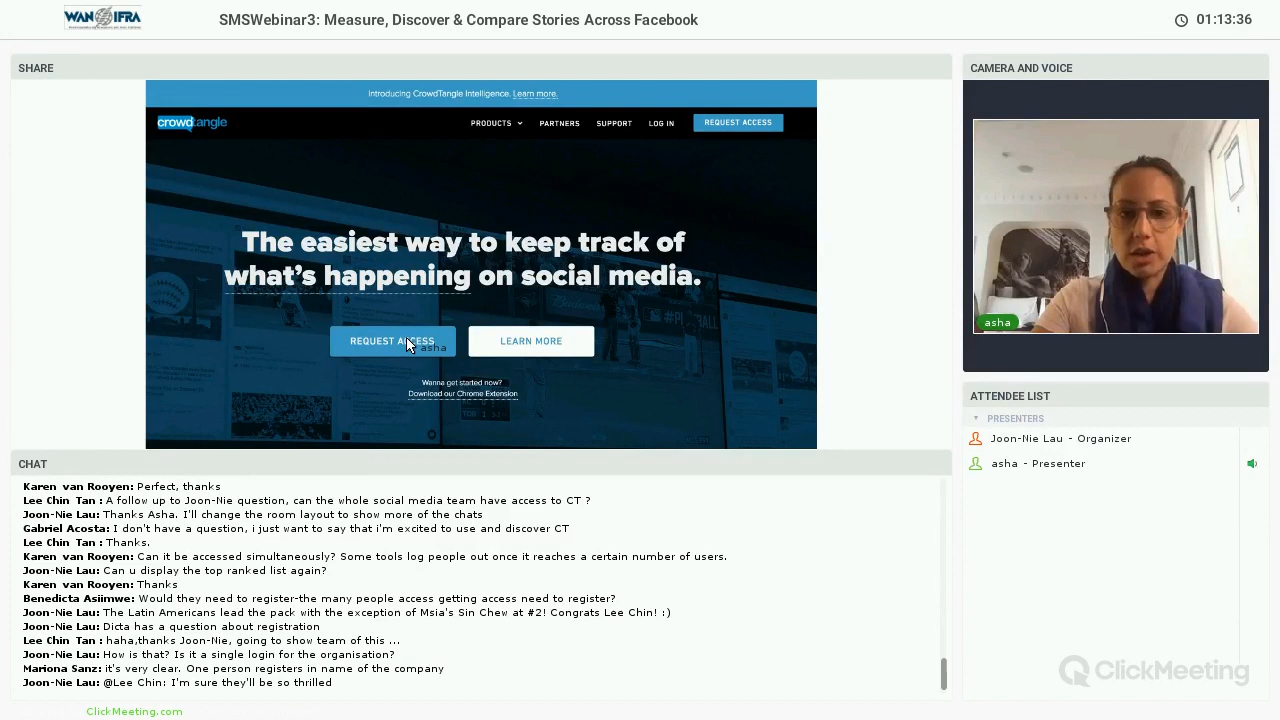 WAN IFRA
SMSWebinar3: Measure, Discover & Compare Stories Across Facebook
01:13:36
SHARE
Introducing CrowdTangle Intelligence. Learn more.
crowdtangle
PRODUCTS
PARTNERS
SUPPORT
LOG IN
REQUEST ACCESS
The easiest way to keep track of
what's happening on social media.
REQUEST ACCESS
asha
LEARN MORE
Wanna get started now?
Download our Chrome Extension
CAMERA AND VOICE
asha
ATTENDEE LIST
PRESENTERS
Joon-Nie Lau - Organizer
asha - Presenter
CHAT
Karen van Rooyen: Perfect, thanks
Lee Chin Tan : A follow up to Joon-Nie question, can the whole social media team have access to CT ?
Joon-Nie Lau: Thanks Asha. I'll change the room layout to show more of the chats
Gabriel Acosta: I don't have a question, i just want to say that i'm excited to use and discover CT
Lee Chin Tan : Thanks.
Karen van Rooyen: Can it be accessed simultaneously? Some tools log people out once it reaches a certain number of users.
Joon-Nie Lau: Can u display the top ranked list again?
Karen van Rooyen: Thanks
Benedicta Asiimwe: Would they need to register-the many people access getting access need to register?
Joon-Nie Lau: The Latin Americans lead the pack with the exception of Msia's Sin Chew at #2! Congrats Lee Chin! :)
Joon-Nie Lau: Dicta has a question about registration
Lee Chin Tan : haha,thanks Joon-Nie, going to show team of this ...
Joon-Nie Lau: How is that? Is it a single login for the organisation?
Mariona Sanz: it's very clear. One person registers in name of the company
Joon-Nie Lau: @Lee Chin: I'm sure they'll be so thrilled
ClickMeeting
ClickMeeting.com